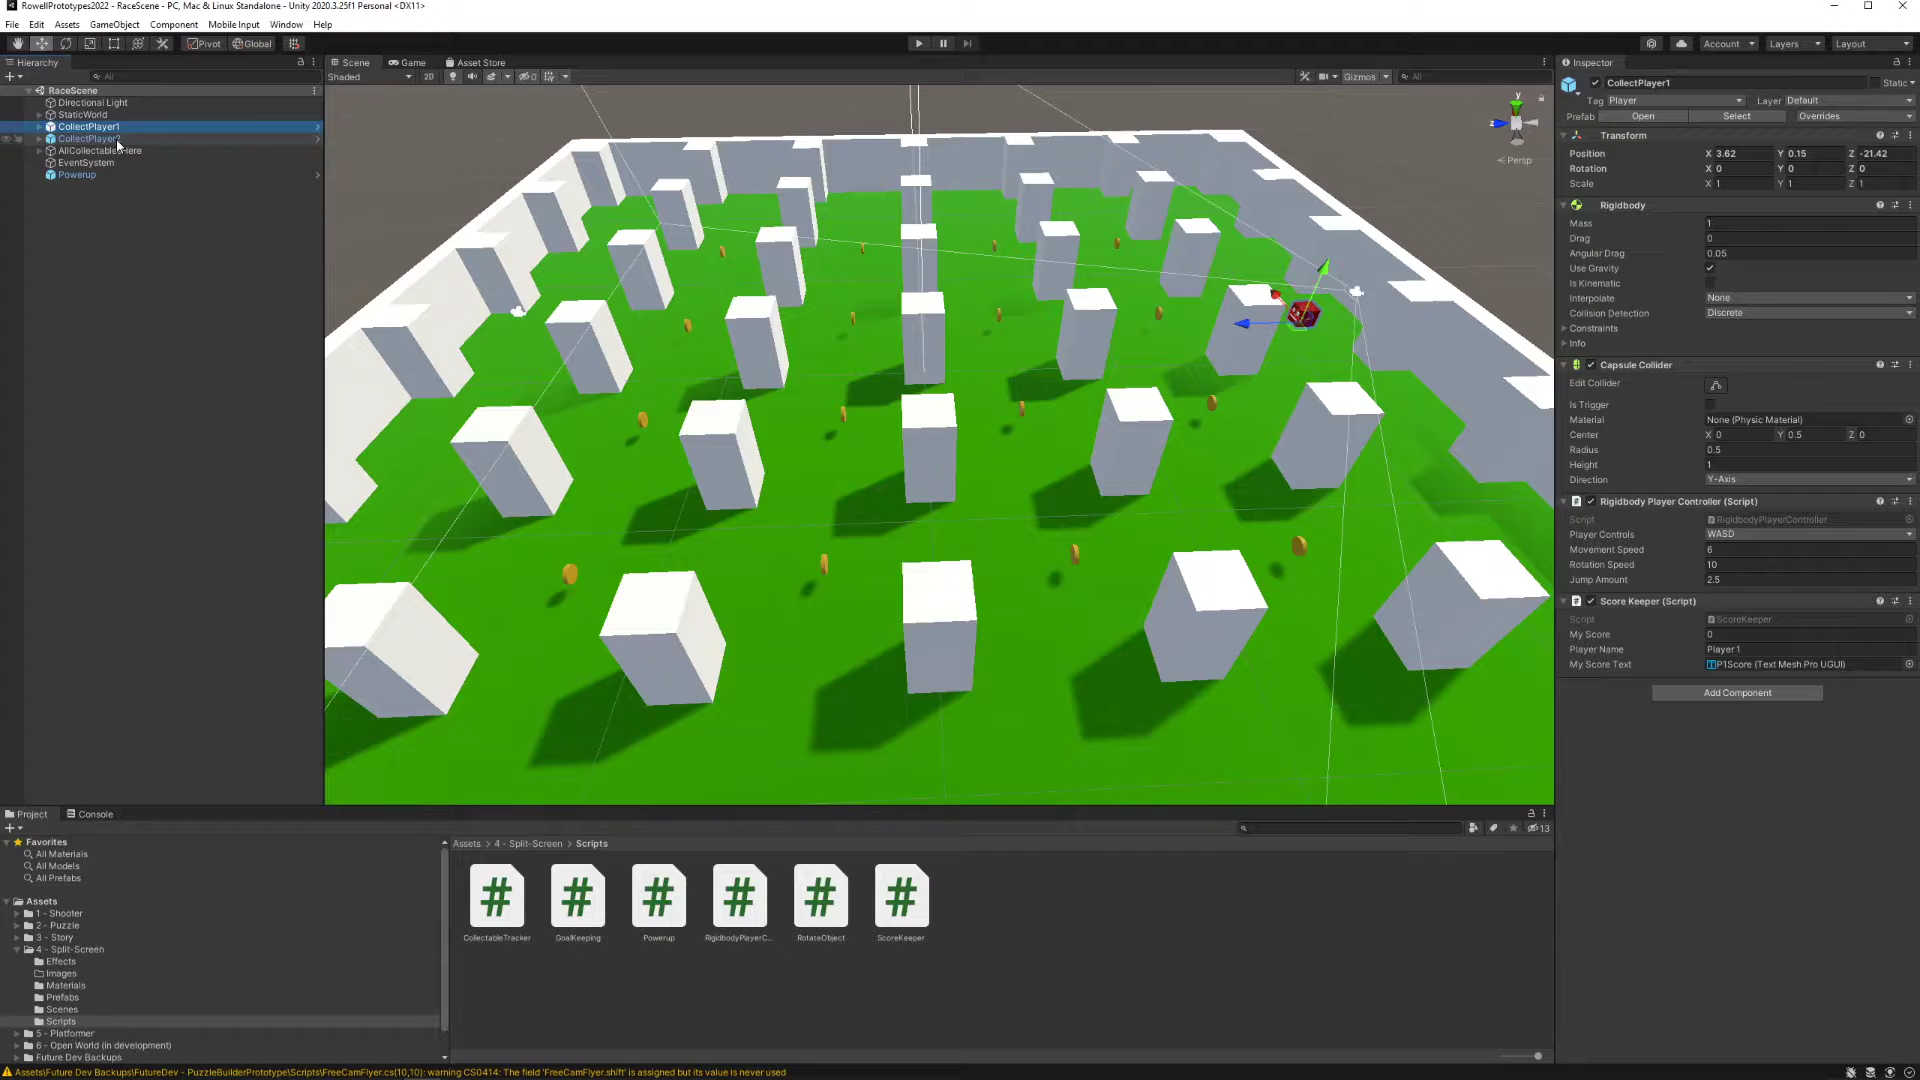 RowellPrototypes2022 - RaceScene - PC, Mac & Linux Standalone - Unity 2020.3.25f1 Personal <DX11>
File Edit Assets GameObject Component Mobile Input Window Help
Pivot Global Account Layers Layout
Hierarchy
All
RaceScene
Directional Light
StaticWorld
CollectPlayer1
CollectPlayer2
EventSystem
Powerup
Scene Game Asset Store
Shaded 2D 0 Gizmos All
y
z
Persp
Inspector
CollectPlayer1 Static
Tag Player Layer Default
Prefab Open Select Overrides
Transform
Position X 3.62 Y 0.15 Z -21.42
Rotation X 0 Y 0 Z 0
Scale X 1 Y 1 Z 1
Rigidbody
Mass 1
Drag 0
Angular Drag 0.05
Use Gravity
Is Kinematic
Interpolate None
Collision Detection Discrete
Constraints
Info
Capsule Collider
Edit Collider
Is Trigger
Material None (Physic Material)
Center X 0 Y 0.5 Z 0
Radius 0.5
Height 1
Direction Y-Axis
Rigidbody Player Controller (Script)
Script RigidbodyPlayerController
Player Controls WASD
Movement Speed 6
Rotation Speed 10
Jump Amount 2.5
Score Keeper (Script)
Script ScoreKeeper
My Score 0
Player Name Player 1
My Score Text P1Score (Text Mesh Pro UGUI)
Add Component
Project Console
13
Favorites
All Materials
All Models
All Prefabs
Assets
1 - Shooter
2 - Puzzle
3 - Story
4 - Split-Screen
Effects
Images
Materials
Prefabs
Scenes
Scripts
5 - Platformer
6 - Open World (in development)
Future Dev Backups
Assets > 4 - Split-Screen > Scripts
CollectableTracker GoalKeeping Powerup RigidbodyPlayerC... RotateObject ScoreKeeper
Assets\Future Dev Backups\FutureDev - PuzzleBuilderPrototype\Scripts\FreeCamFlyer.cs(10,10): warning CS0414: The field 'FreeCamFlyer.shift' is assigned but its value is never used